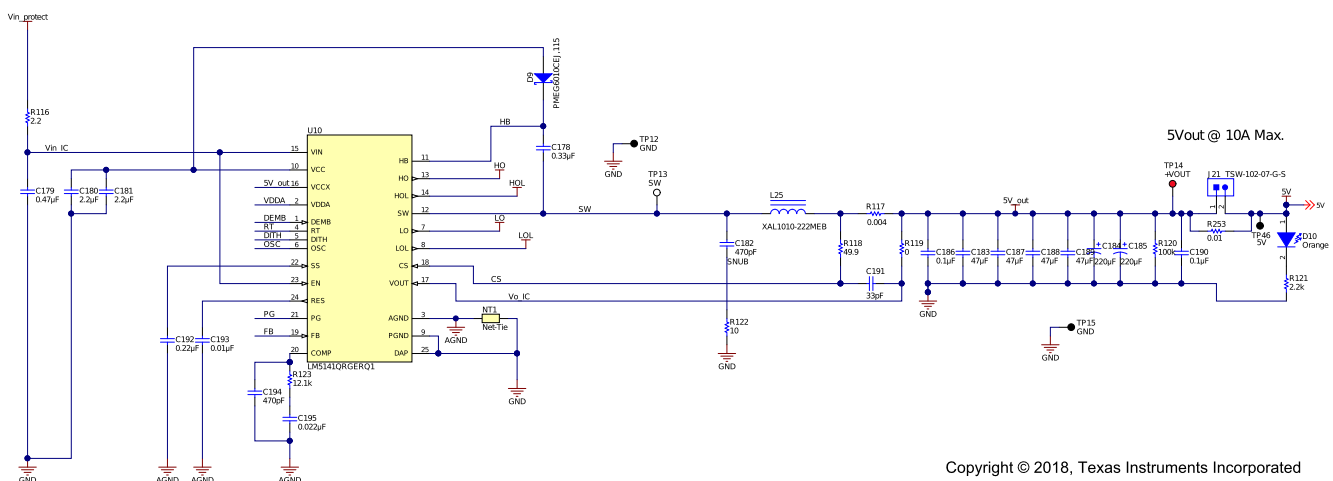 Vin_protect
R116
2.2
Vin_IC
C179
0.47µF
C180
2.2µF
C181
2.2µF
GND
U10
VIN
VCC
VCCX
VDDA
DEMB
RT
DITH
OSC
SS
EN
RES
PG
FB
COMP
HB
HO
HOL
SW
LO
LOL
CS
VOUT
AGND
PGND
DAP
LM5141QRGERQ1
15
10
5V_out 16
VDDA 2
DEMB 1
RT 4
DITH 5
OSC 6
22
23
24
PG 21
FB 19
20
11
13
14
12
7
8
18
17
3
9
25
HB
HO
HOL
LO
LOL
D9
PMEG6010CEJ,115
C178
0.33µF
TP12
GND
GND
TP13
SW
SW
CS
Vo_IC
NT1
Net-Tie
AGND
GND
C192
0.22µF
C193
0.01µF
AGND
AGND
R123
12.1k
C194
470pF
C195
0.022µF
AGND
C182
470pF
SNUB
R122
10
GND
L25
XAL1010-222MEB
R117
0.004
R118
49.9
R119
0
C191
33pF
5V_out
C186
0.1µF
C183
47µF
C187
47µF
C188
47µF
47µF
C184
220µF
C185
220µF
R120
100k
C190
0.1µF
GND
TP15
GND
GND
5Vout @ 10A Max.
TP14
+VOUT
J21 TSW-102-07-G-S
1
2
R253
0.01
TP46
5V
5V
5V
1
D10
Orange
2
R121
2.2k
Copyright © 2018, Texas Instruments Incorporated